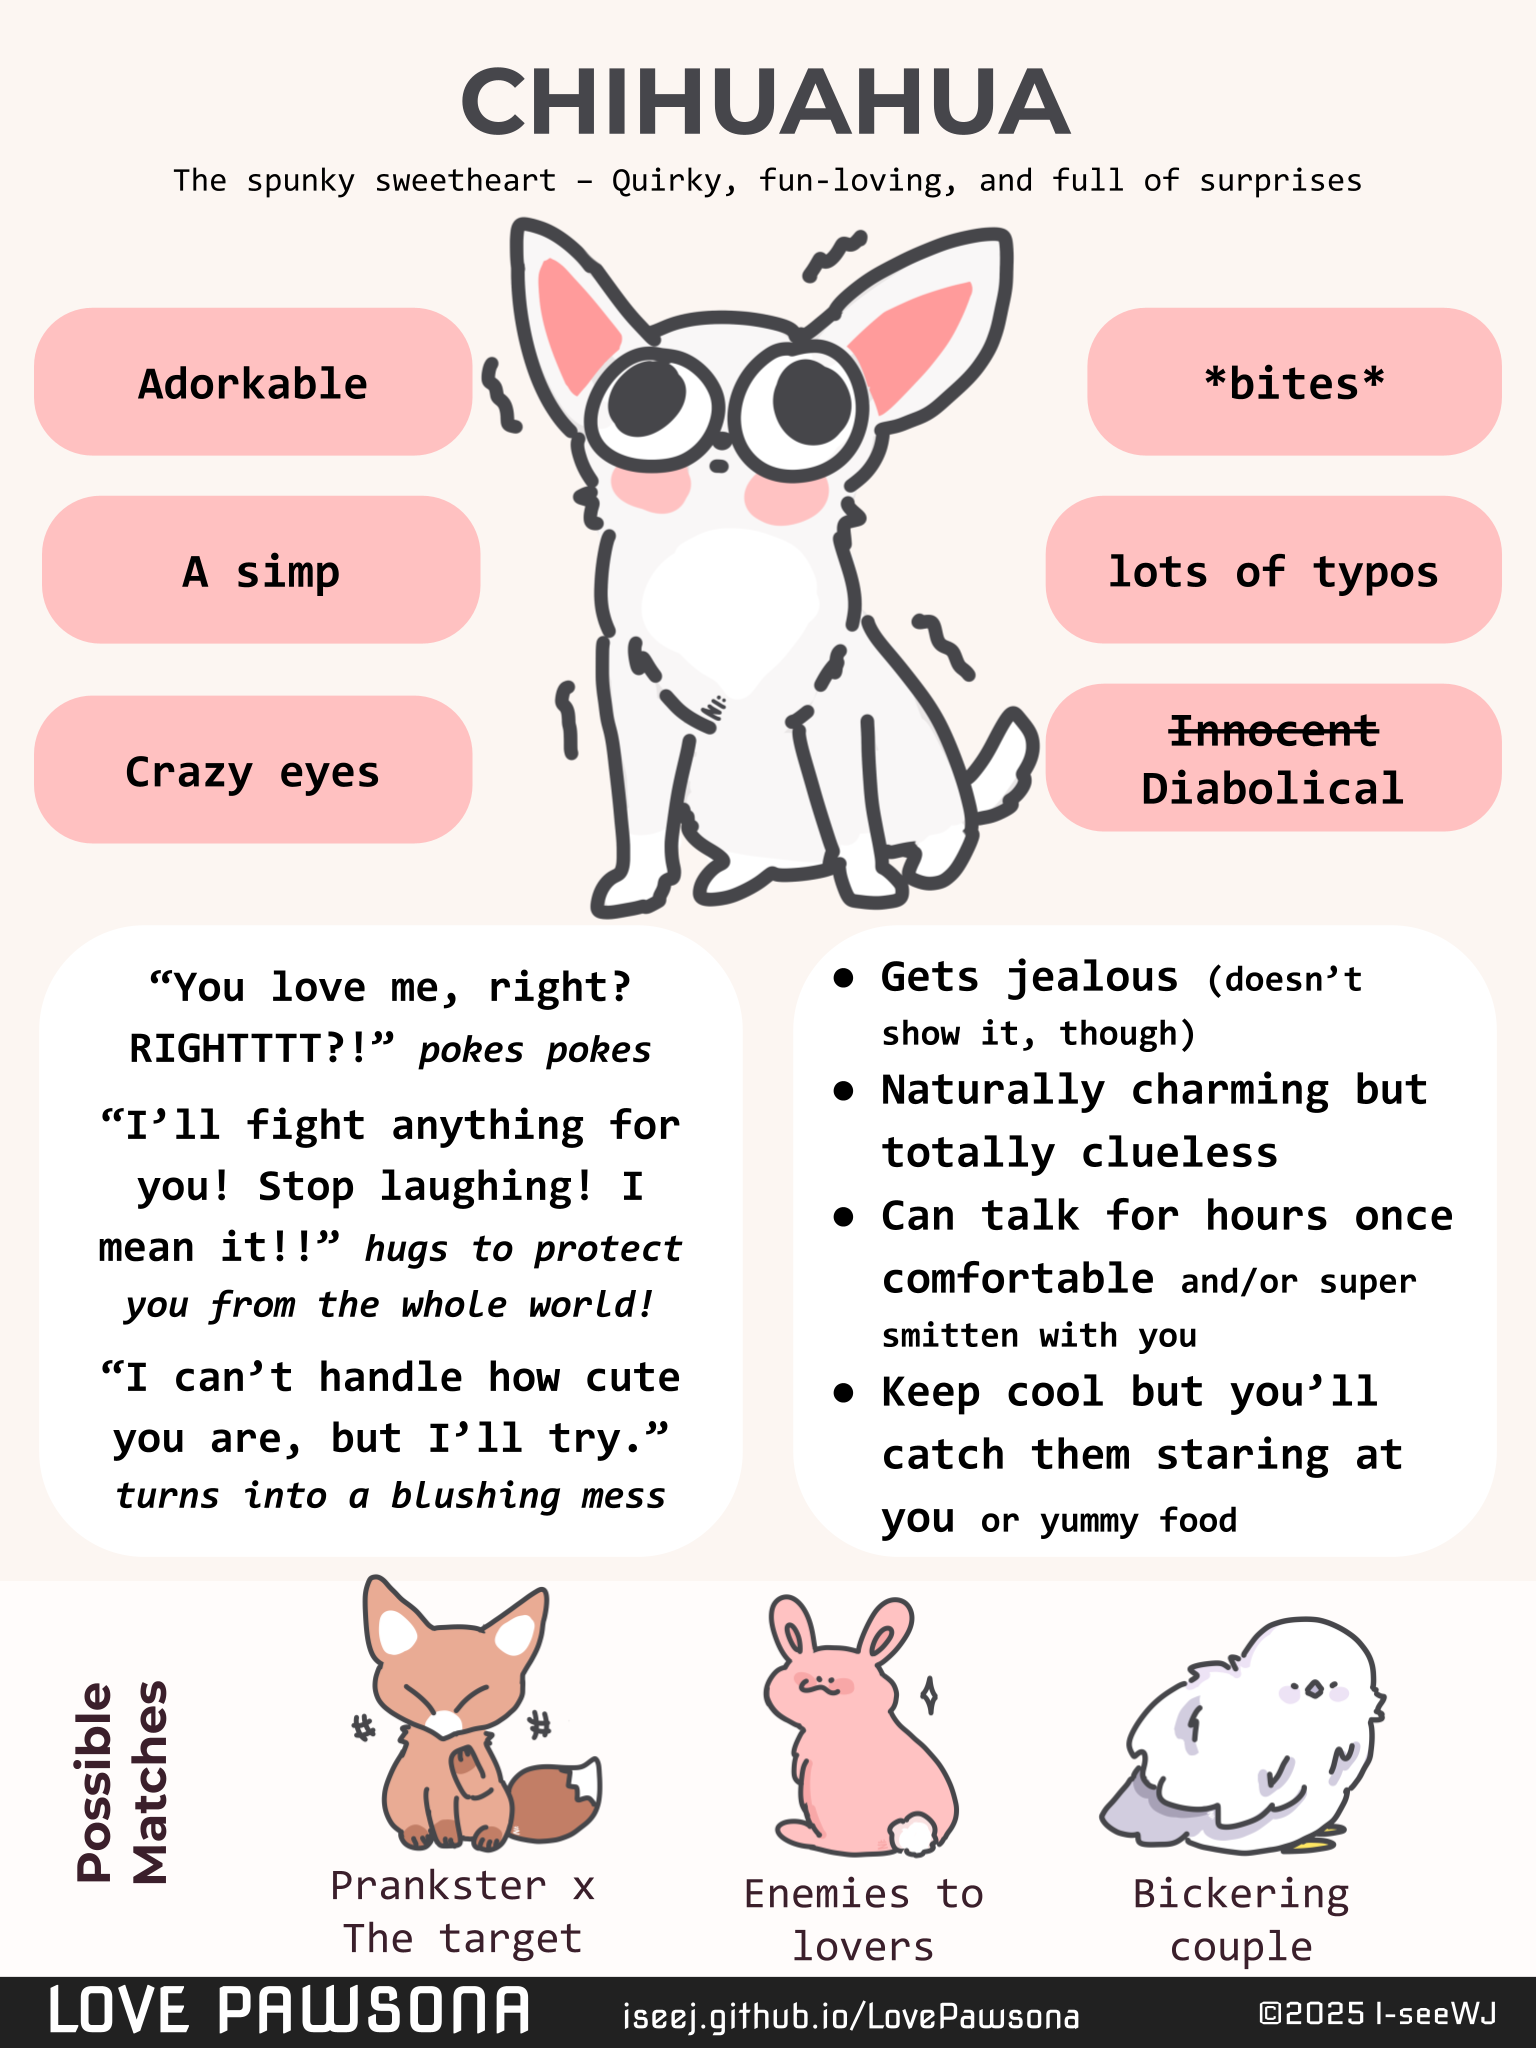 CHIHUAHUA
The spunky sweetheart – Quirky, fun-loving, and full of surprises
Adorkable
A simp
Crazy eyes
*bites*
lots of typos
Innocent
Diabolical
“You love me, right?
RIGHTTTT?!” pokes pokes
“I’ll fight anything for
you! Stop laughing! I
mean it!!” hugs to protect
you from the whole world!
“I can’t handle how cute
you are, but I’ll try.”
turns into a blushing mess
● Gets jealous (doesn’t
show it, though)
● Naturally charming but
totally clueless
● Can talk for hours once
comfortable and/or super
smitten with you
● Keep cool but you’ll
catch them staring at
you or yummy food
Possible
Matches
Prankster x
The target
Enemies to
lovers
Bickering
couple
LOVE PAWSONA
iseej.github.io/LovePawsona
©2025 I-seeWJ